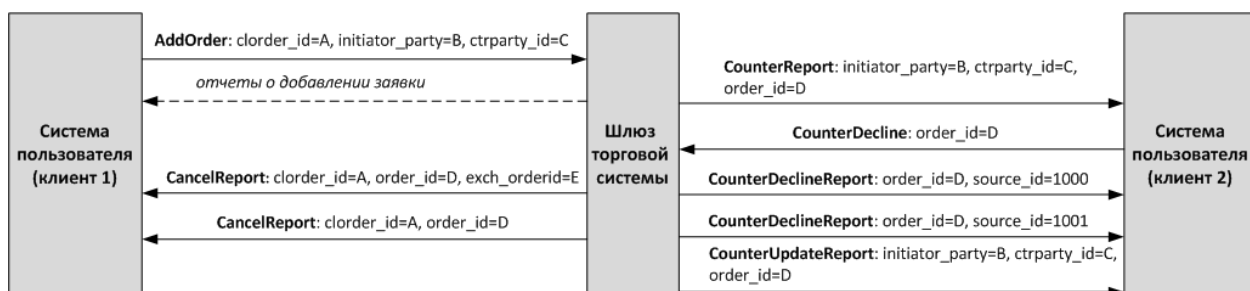 AddOrder: clorder_id=A, initiator_party=B, ctrparty_id=C
отчеты о добавлении заявки
CounterReport: initiator_party=B, ctrparty_id=C,
order_id=D
Система
пользователя
(клиент 1)
Шлюз
торговой
системы
CounterDecline: order_id=D
Система
пользователя
(клиент 2)
CancelReport: clorder_id=A, order_id=D, exch_orderid=E
CounterDeclineReport: order_id=D, source_id=1000
CancelReport: clorder_id=A, order_id=D
CounterDeclineReport: order_id=D, source_id=1001
CounterUpdateReport: initiator_party=B, ctrparty_id=C,
order_id=D